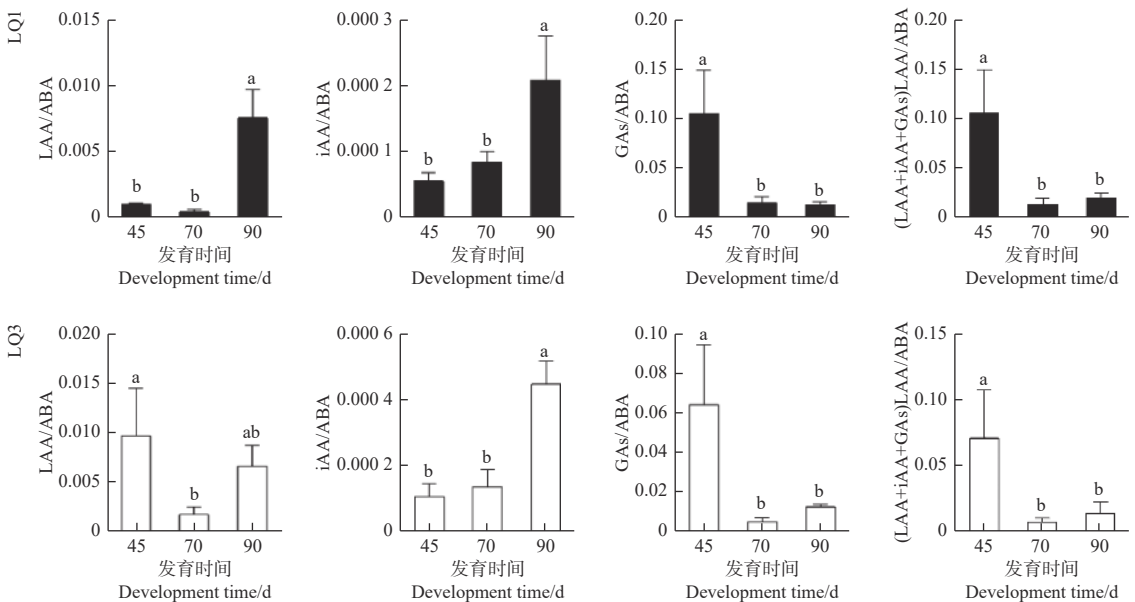 LQ1
LAA/ABA
0.015
0.010
0.005
0
a
b
b
45 70 90
发育时间
Development time/d
iAA/ABA
0.000 3
0.000 2
0.000 1
0
a
b
b
45 70 90
发育时间
Development time/d
GAs/ABA
0.20
0.15
0.10
0.05
0
a
b
b
45 70 90
发育时间
Development time/d
(LAA+iAA+GAs)LAA/ABA
0.20
0.15
0.10
0.05
0
a
b
b
45 70 90
发育时间
Development time/d
LQ3
LAA/ABA
0.020
0.015
0.010
0.005
0
a
b
ab
45 70 90
发育时间
Development time/d
iAA/ABA
0.000 6
0.000 4
0.000 2
0
a
b
b
45 70 90
发育时间
Development time/d
GAs/ABA
0.10
0.08
0.06
0.04
0.02
0
a
b
b
45 70 90
发育时间
Development time/d
(LAA+iAA+GAs)LAA/ABA
0.15
0.10
0.05
0
a
b
b
45 70 90
发育时间
Development time/d